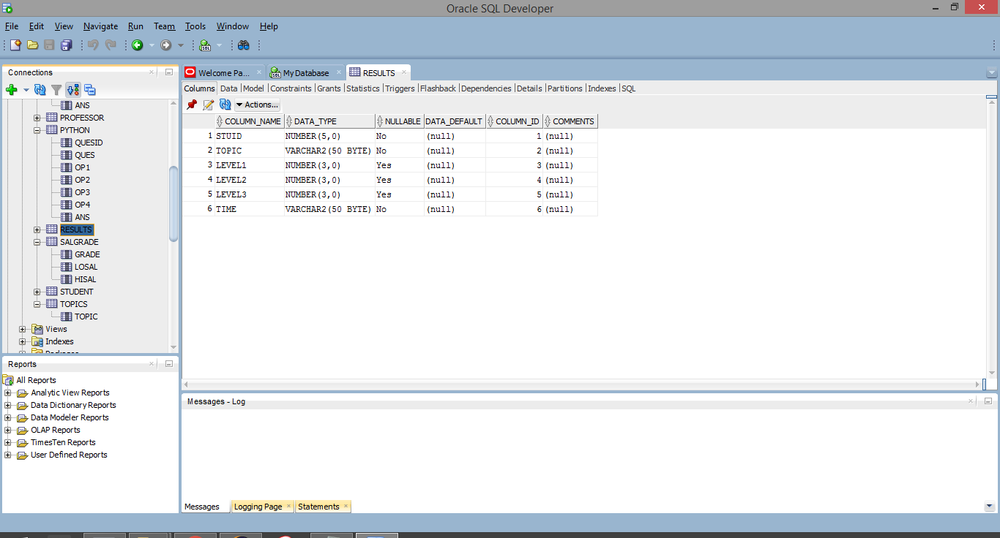 Oracle SQL Developer
File Edit View Navigate Run Team Tools Window Help
Connections
ANS
PROFESSOR
PYTHON
QUESID
QUES
OP1
OP2
OP3
OP4
ANS
RESULTS
SALGRADE
GRADE
LOSAL
HISAL
STUDENT
TOPICS
TOPIC
Views
Indexes
Packages
Reports
All Reports
Analytic View Reports
Data Dictionary Reports
Data Modeler Reports
OLAP Reports
TimesTen Reports
User Defined Reports
Welcome Pa... My Database RESULTS
Columns Data Model Constraints Grants Statistics Triggers Flashback Dependencies Details Partitions Indexes SQL
Actions...
COLUMN_NAME DATA_TYPE NULLABLE DATA_DEFAULT COLUMN_ID COMMENTS
1 STUID NUMBER(5,0) No (null) 1 (null)
2 TOPIC VARCHAR2(50 BYTE) No (null) 2 (null)
3 LEVEL1 NUMBER(3,0) Yes (null) 3 (null)
4 LEVEL2 NUMBER(3,0) Yes (null) 4 (null)
5 LEVEL3 NUMBER(3,0) Yes (null) 5 (null)
6 TIME VARCHAR2(50 BYTE) No (null) 6 (null)
Messages - Log
Messages Logging Page Statements